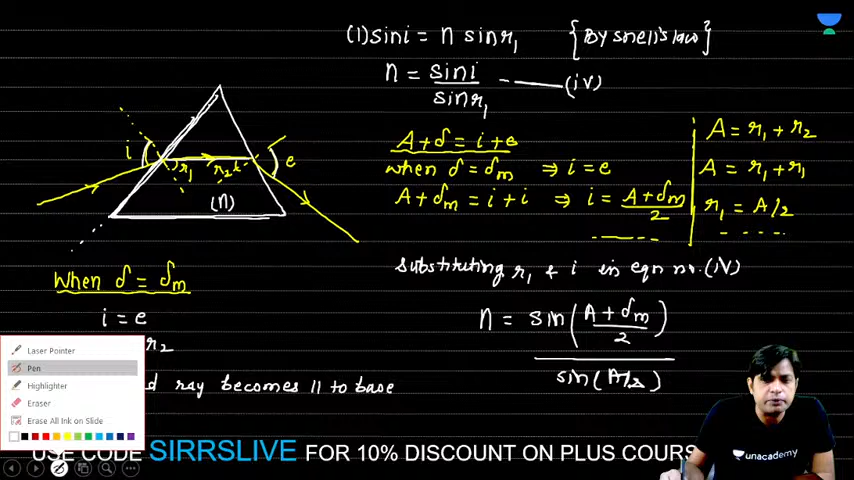 (1) sin i = n sin r₁ {By snell's law}
n = sin i / sin r₁ - —— (iv)
A + δ = i + e
when δ = δm ⇒ i = e
A + δm = i + i ⇒ i = A + δm / 2
A = r₁ + r₂
A = r₁ + r₁
r₁ = A/2
i
r₁
r₂
e
(n)
Substituting r₁ & i in eqn no. (iv)
n = sin(A + δm / 2) / sin(A/2)
When δ = δm
i = e
r₂
ray becomes || to base
Laser Pointer
Pen
Highlighter
Eraser
Erase All Ink on Slide
USE CODE SIRRSLIVE FOR 10% DISCOUNT ON PLUS COURS
unacademy